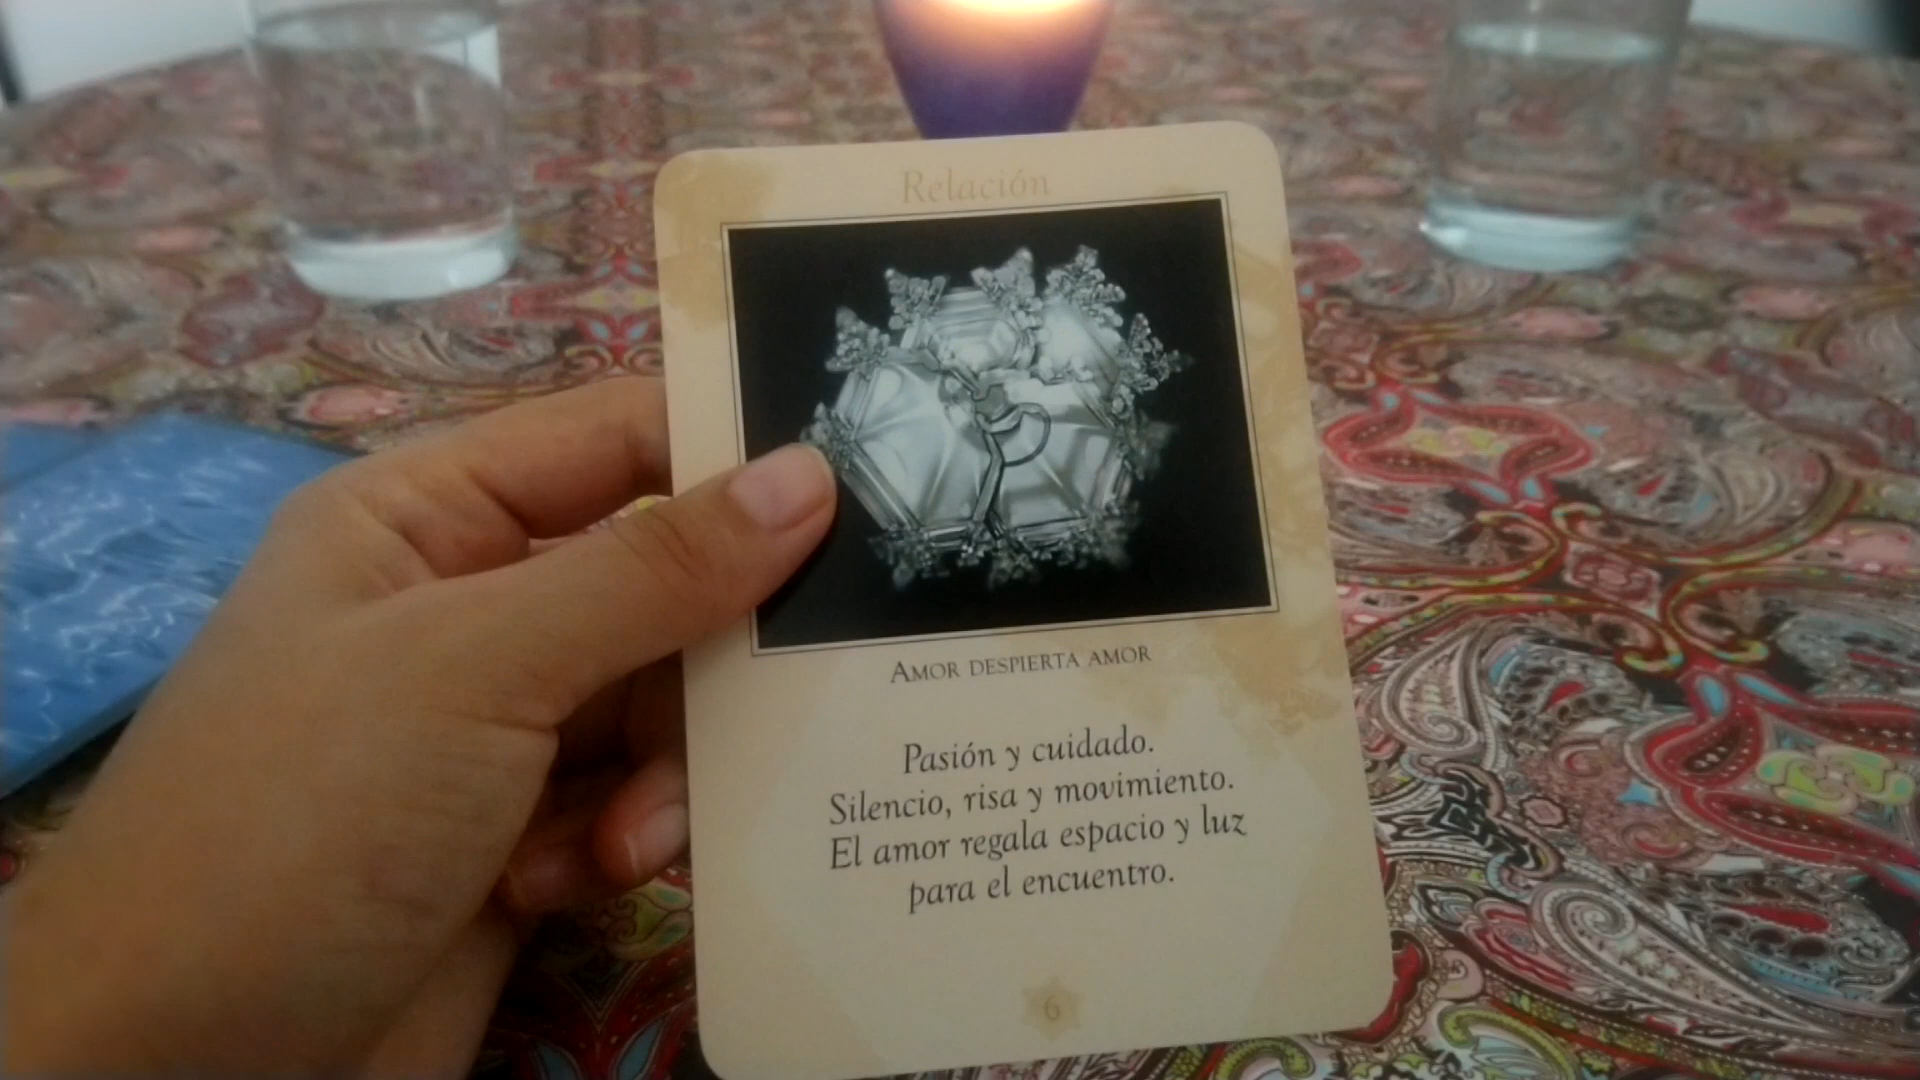 Relación
AMOR DESPIERTA AMOR
Pasión y cuidado.
Silencio, risa y movimiento.
El amor regala espacio y luz
para el encuentro.
6